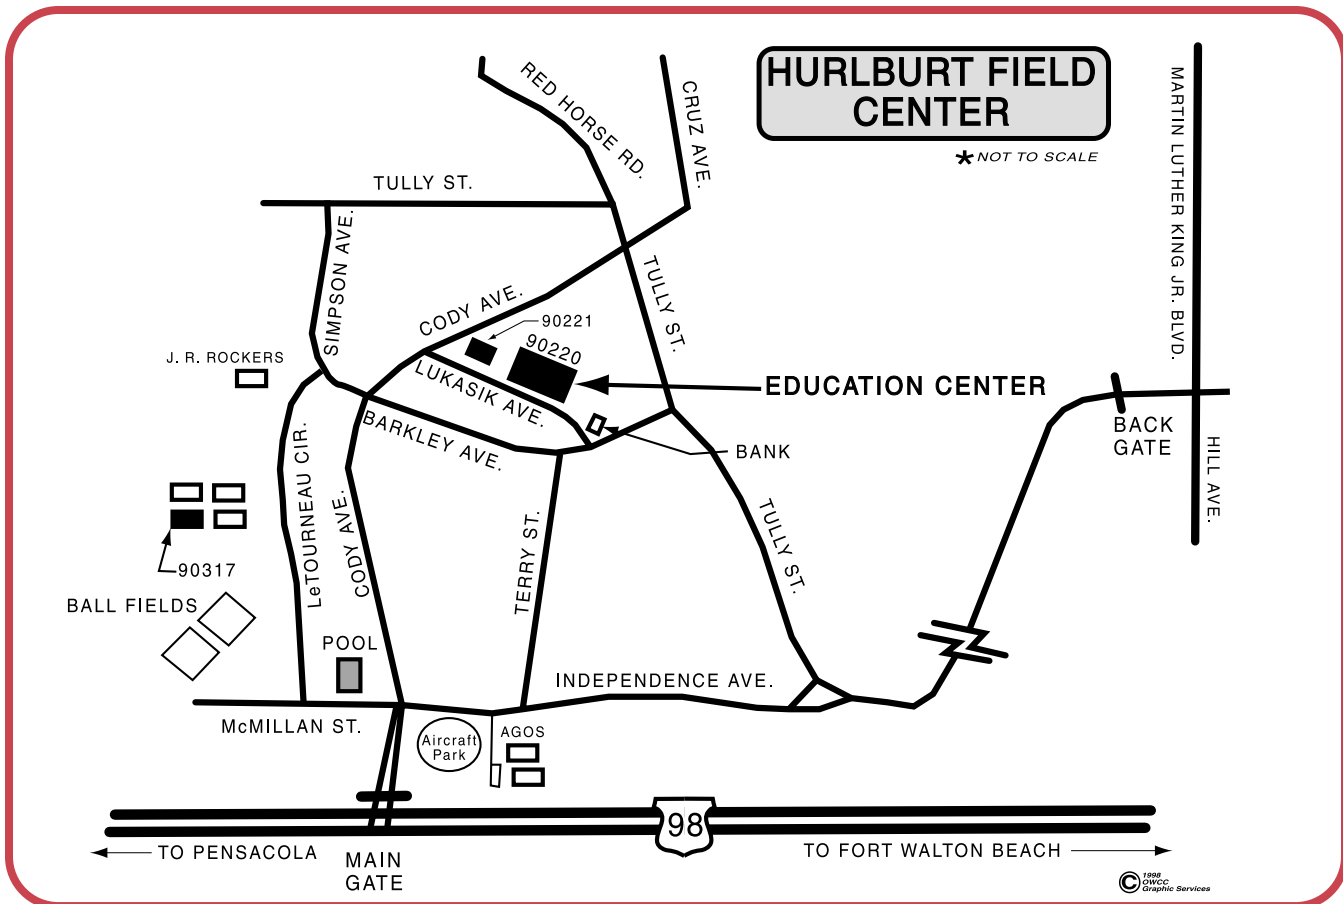 HURLBURT FIELD
CENTER
*NOT TO SCALE
RED HORSE RD.
CRUZ AVE.
MARTIN LUTHER KING JR. BLVD.
TULLY ST.
SIMPSON AVE.
CODY AVE.
TULLY ST.
90221
90220
J. R. ROCKERS
LUKASIK AVE.
EDUCATION CENTER
BARKLEY AVE.
BANK
BACK
GATE
HILL AVE.
LeTOURNEAU CIR.
CODY AVE.
TERRY ST.
TULLY ST.
90317
BALL FIELDS
POOL
INDEPENDENCE AVE.
McMILLAN ST.
Aircraft
Park
AGOS
98
TO PENSACOLA
MAIN
GATE
TO FORT WALTON BEACH
© 1998
OWCC
Graphic Services